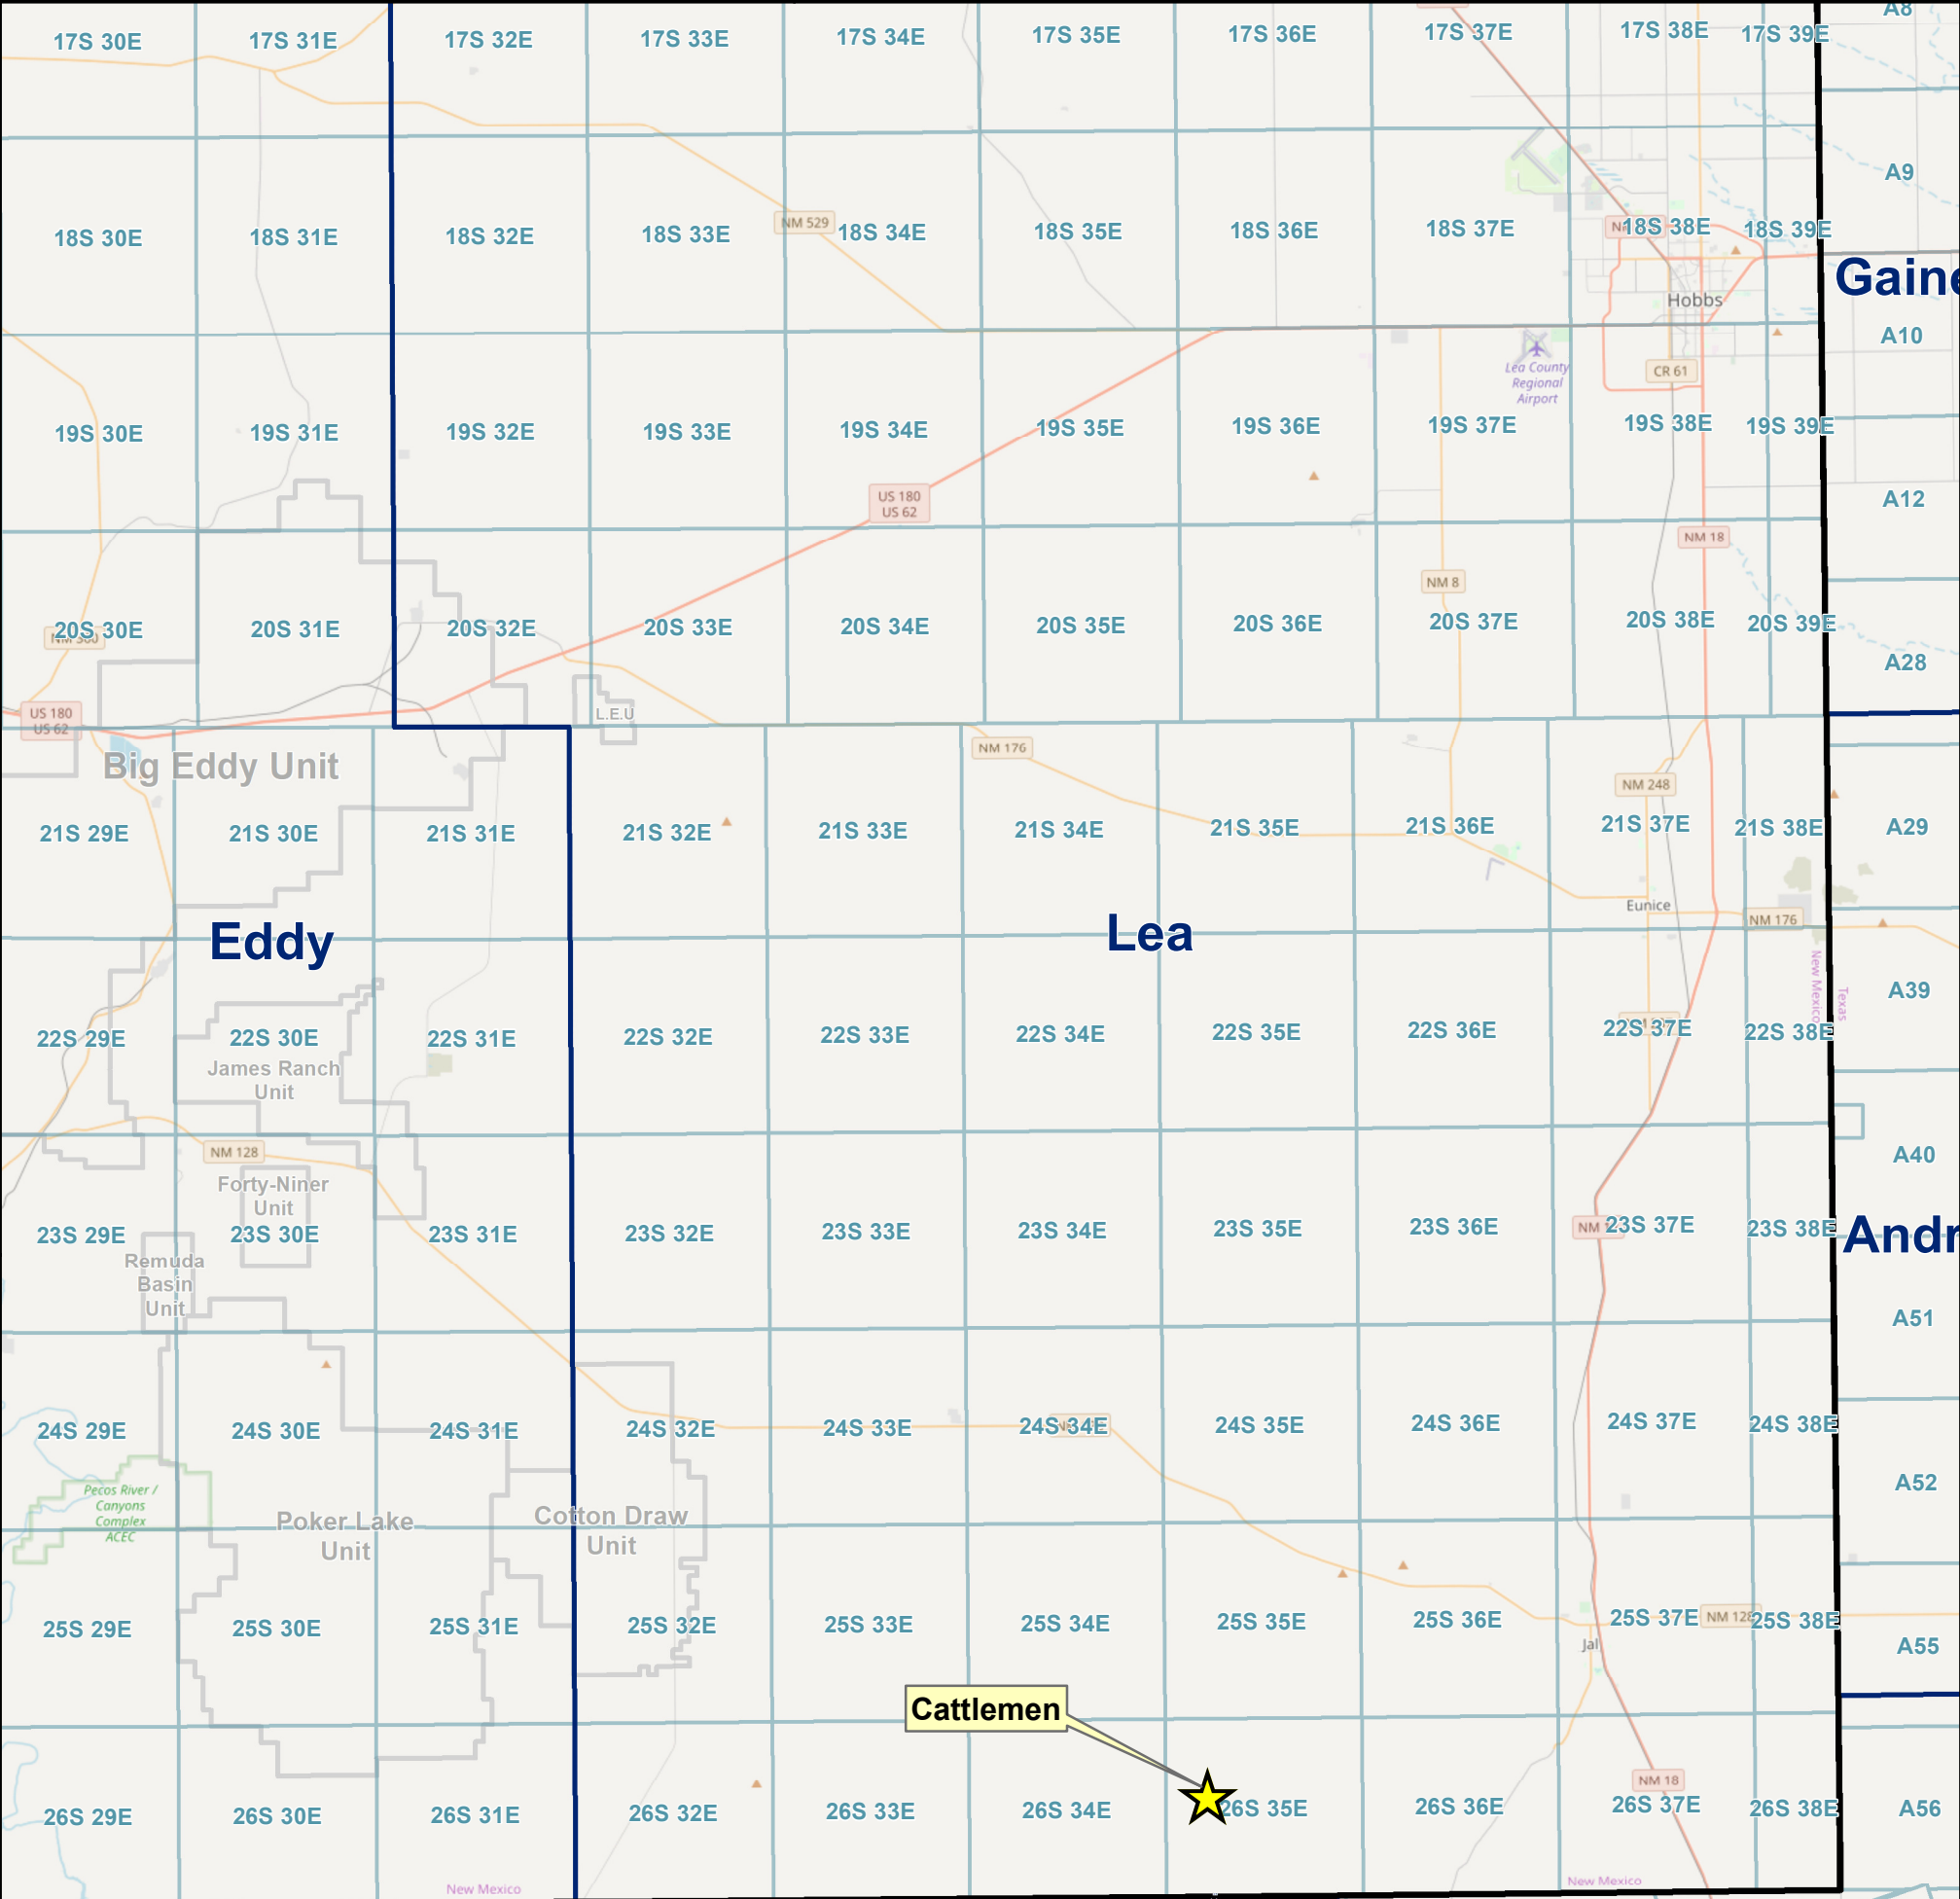 A8
17S 30E
17S 31E
17S 32E
17S 33E
17S 34E
17S 35E
17S 36E
17S 37E
17S 38E
17S 39E
A9
18S 30E
18S 31E
18S 32E
18S 33E
NM 529
18S 34E
18S 35E
18S 36E
18S 37E
18S 38E
18S 39E
Gaine
Hobbs
A10
Lea County
Regional
Airport
CR 61
19S 30E
19S 31E
19S 32E
19S 33E
19S 34E
19S 35E
19S 36E
19S 37E
19S 38E
19S 39E
US 180
US 62
A12
NM 18
NM 8
20S 30E
20S 31E
20S 32E
20S 33E
20S 34E
20S 35E
20S 36E
20S 37E
20S 38E
20S 39E
A28
US 180
US 62
L.E.U
Big Eddy Unit
NM 176
NM 248
21S 29E
21S 30E
21S 31E
21S 32E
21S 33E
21S 34E
21S 35E
21S 36E
21S 37E
21S 38E
A29
Eunice
NM 176
Eddy
Lea
New Mexico
Texas
A39
22S 29E
22S 30E
22S 31E
22S 32E
22S 33E
22S 34E
22S 35E
22S 36E
22S 37E
22S 38E
James Ranch
Unit
NM 128
A40
Forty-Niner
Unit
23S 29E
23S 30E
23S 31E
23S 32E
23S 33E
23S 34E
23S 35E
23S 36E
NM
23S 37E
23S 38E
Andr
Remuda
Basin
Unit
A51
24S 29E
24S 30E
24S 31E
24S 32E
24S 33E
24S 34E
24S 35E
24S 36E
24S 37E
24S 38E
A52
Pecos River /
Canyons
Complex
ACEC
Poker Lake
Unit
Cotton Draw
Unit
25S 29E
25S 30E
25S 31E
25S 32E
25S 33E
25S 34E
25S 35E
25S 36E
25S 37E
NM 128
25S 38E
Jal
A55
Cattlemen
NM 18
26S 29E
26S 30E
26S 31E
26S 32E
26S 33E
26S 34E
26S 35E
26S 36E
26S 37E
26S 38E
A56
New Mexico
New Mexico